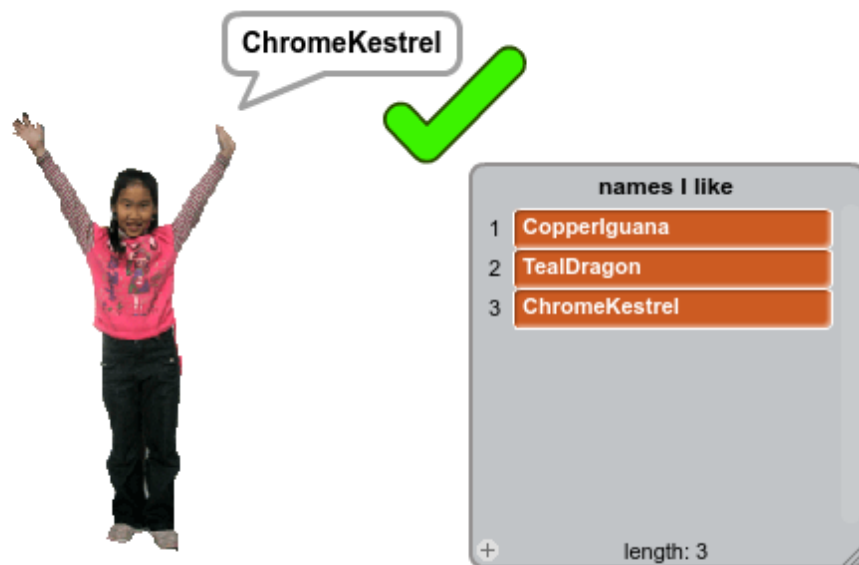 ChromeKestrel
names I like
1 CopperIguana
2 TealDragon
3 ChromeKestrel
+ length: 3